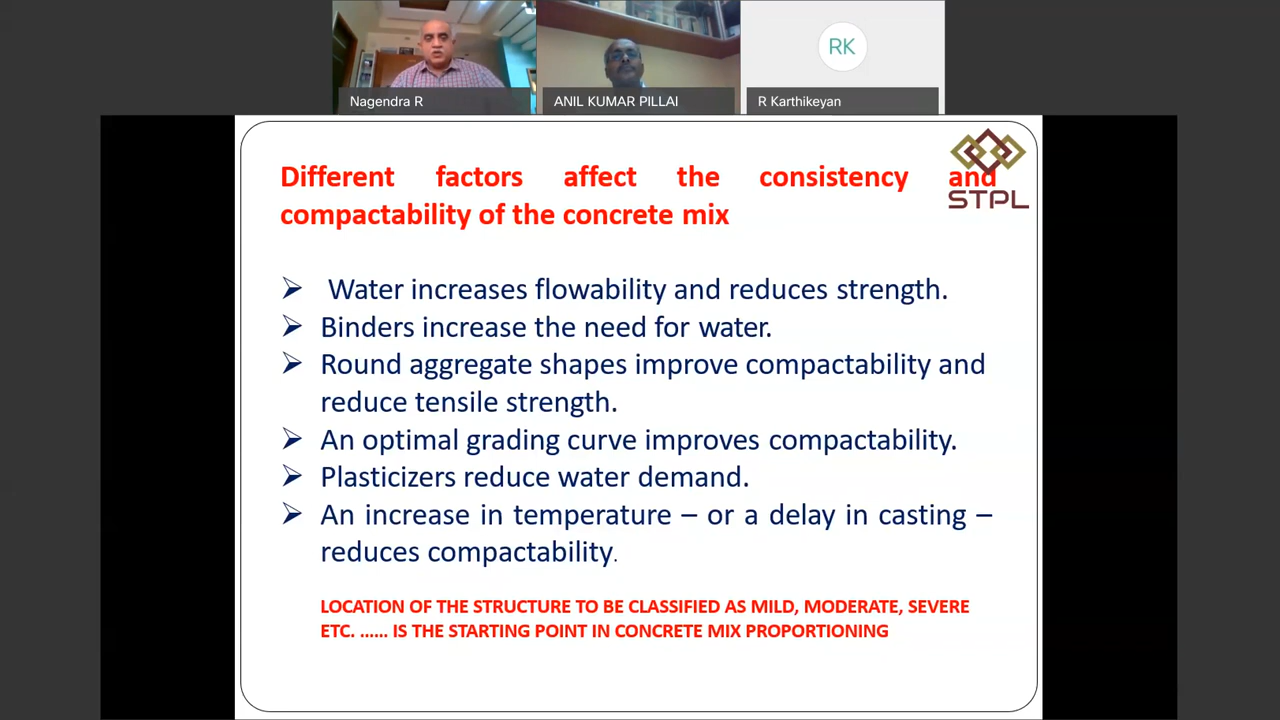 RK
Nagendra R
ANIL KUMAR PILLAI
R Karthikeyan
Different factors affect the consistency and
compactability of the concrete mix
STPL
➢ Water increases flowability and reduces strength.
➢ Binders increase the need for water.
➢ Round aggregate shapes improve compactability and
reduce tensile strength.
➢ An optimal grading curve improves compactability.
➢ Plasticizers reduce water demand.
➢ An increase in temperature – or a delay in casting –
reduces compactability.
LOCATION OF THE STRUCTURE TO BE CLASSIFIED AS MILD, MODERATE, SEVERE
ETC. ...... IS THE STARTING POINT IN CONCRETE MIX PROPORTIONING